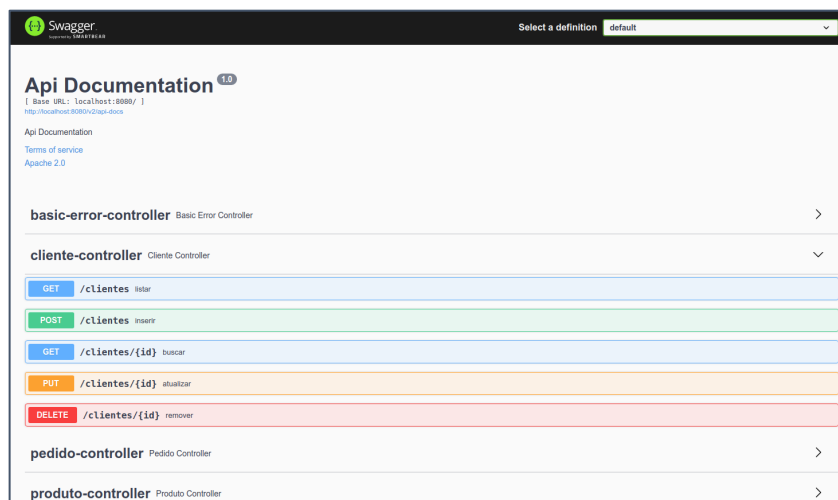 Swagger
Supported by SMARTBEAR
Select a definition default
Api Documentation 1.0
[ Base URL: localhost:8080/ ]
http://localhost:8080/v2/api-docs
Api Documentation
Terms of service
Apache 2.0
basic-error-controller Basic Error Controller
cliente-controller Cliente Controller
GET /clientes listar
POST /clientes inserir
GET /clientes/{id} buscar
PUT /clientes/{id} atualizar
DELETE /clientes/{id} remover
pedido-controller Pedido Controller
produto-controller Produto Controller